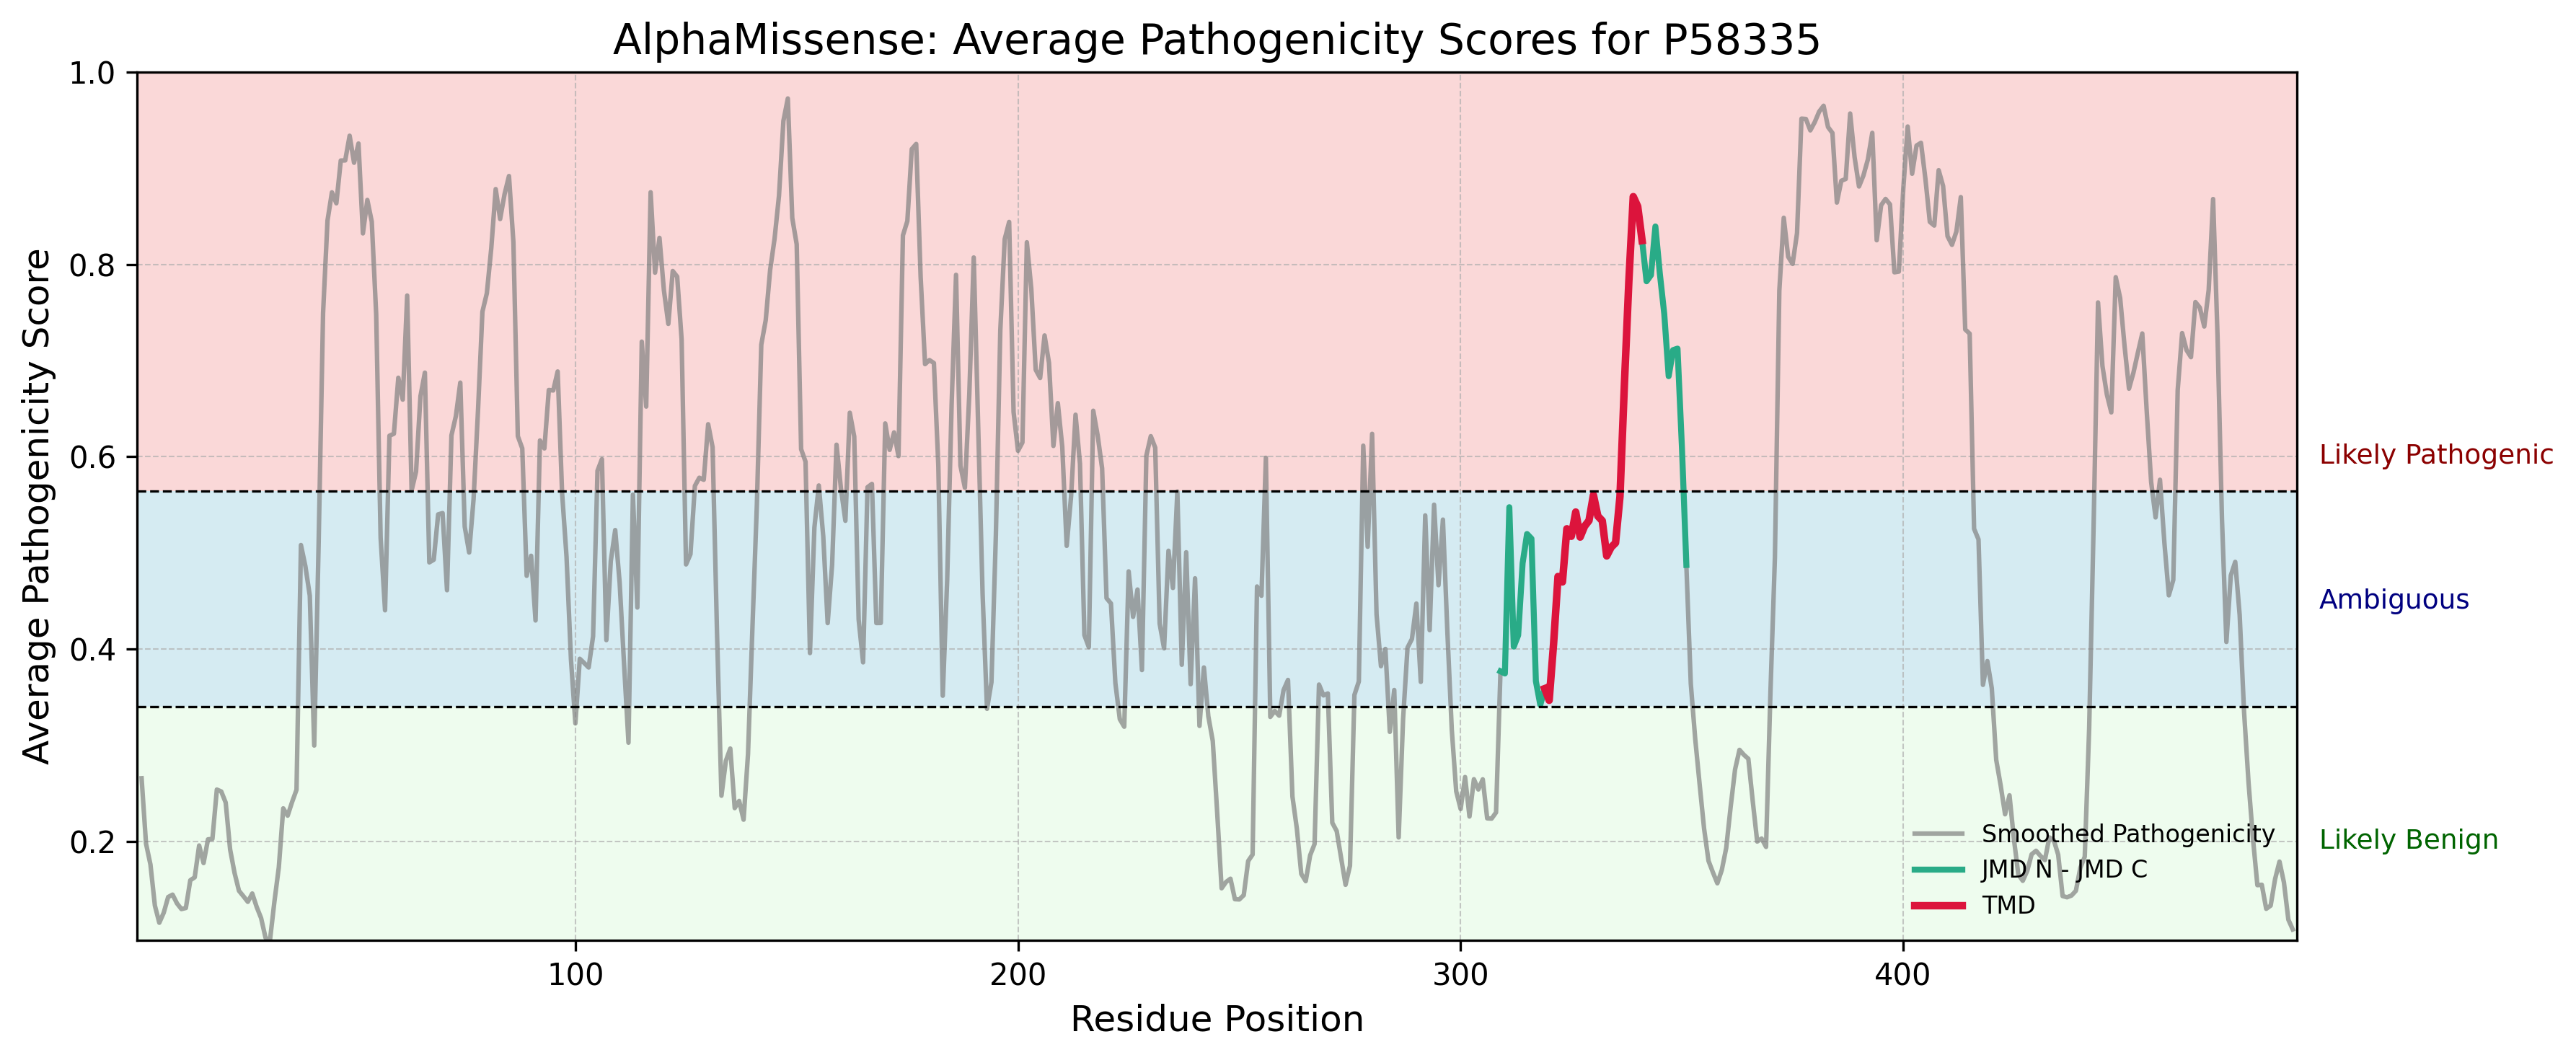 AlphaMissense: Average Pathogenicity Scores for P58335
Average Pathogenicity Score
1.0
0.8
0.6
0.4
0.2
Likely Pathogenic
Ambiguous
Likely Benign
Smoothed Pathogenicity
JMD N - JMD C
TMD
100 200 300 400
Residue Position